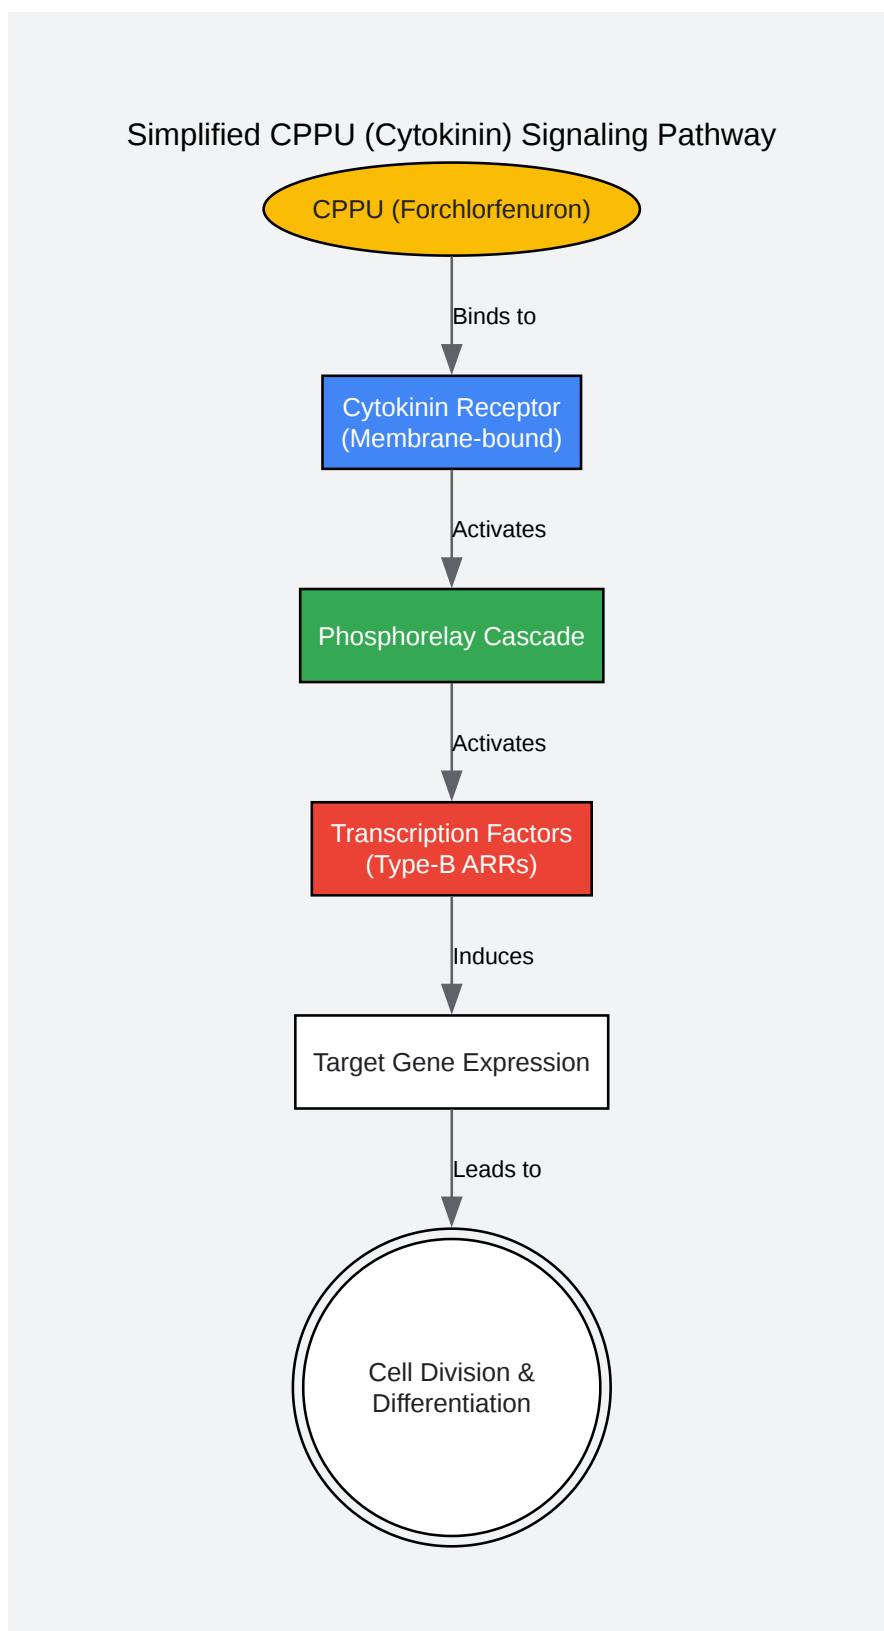 Simplified CPPU (Cytokinin) Signaling Pathway
CPPU (Forchlorfenuron)
Binds to
Cytokinin Receptor
(Membrane-bound)
Activates
Phosphorelay Cascade
Activates
Transcription Factors
(Type-B ARRs)
Induces
Target Gene Expression
Leads to
Cell Division &
Differentiation